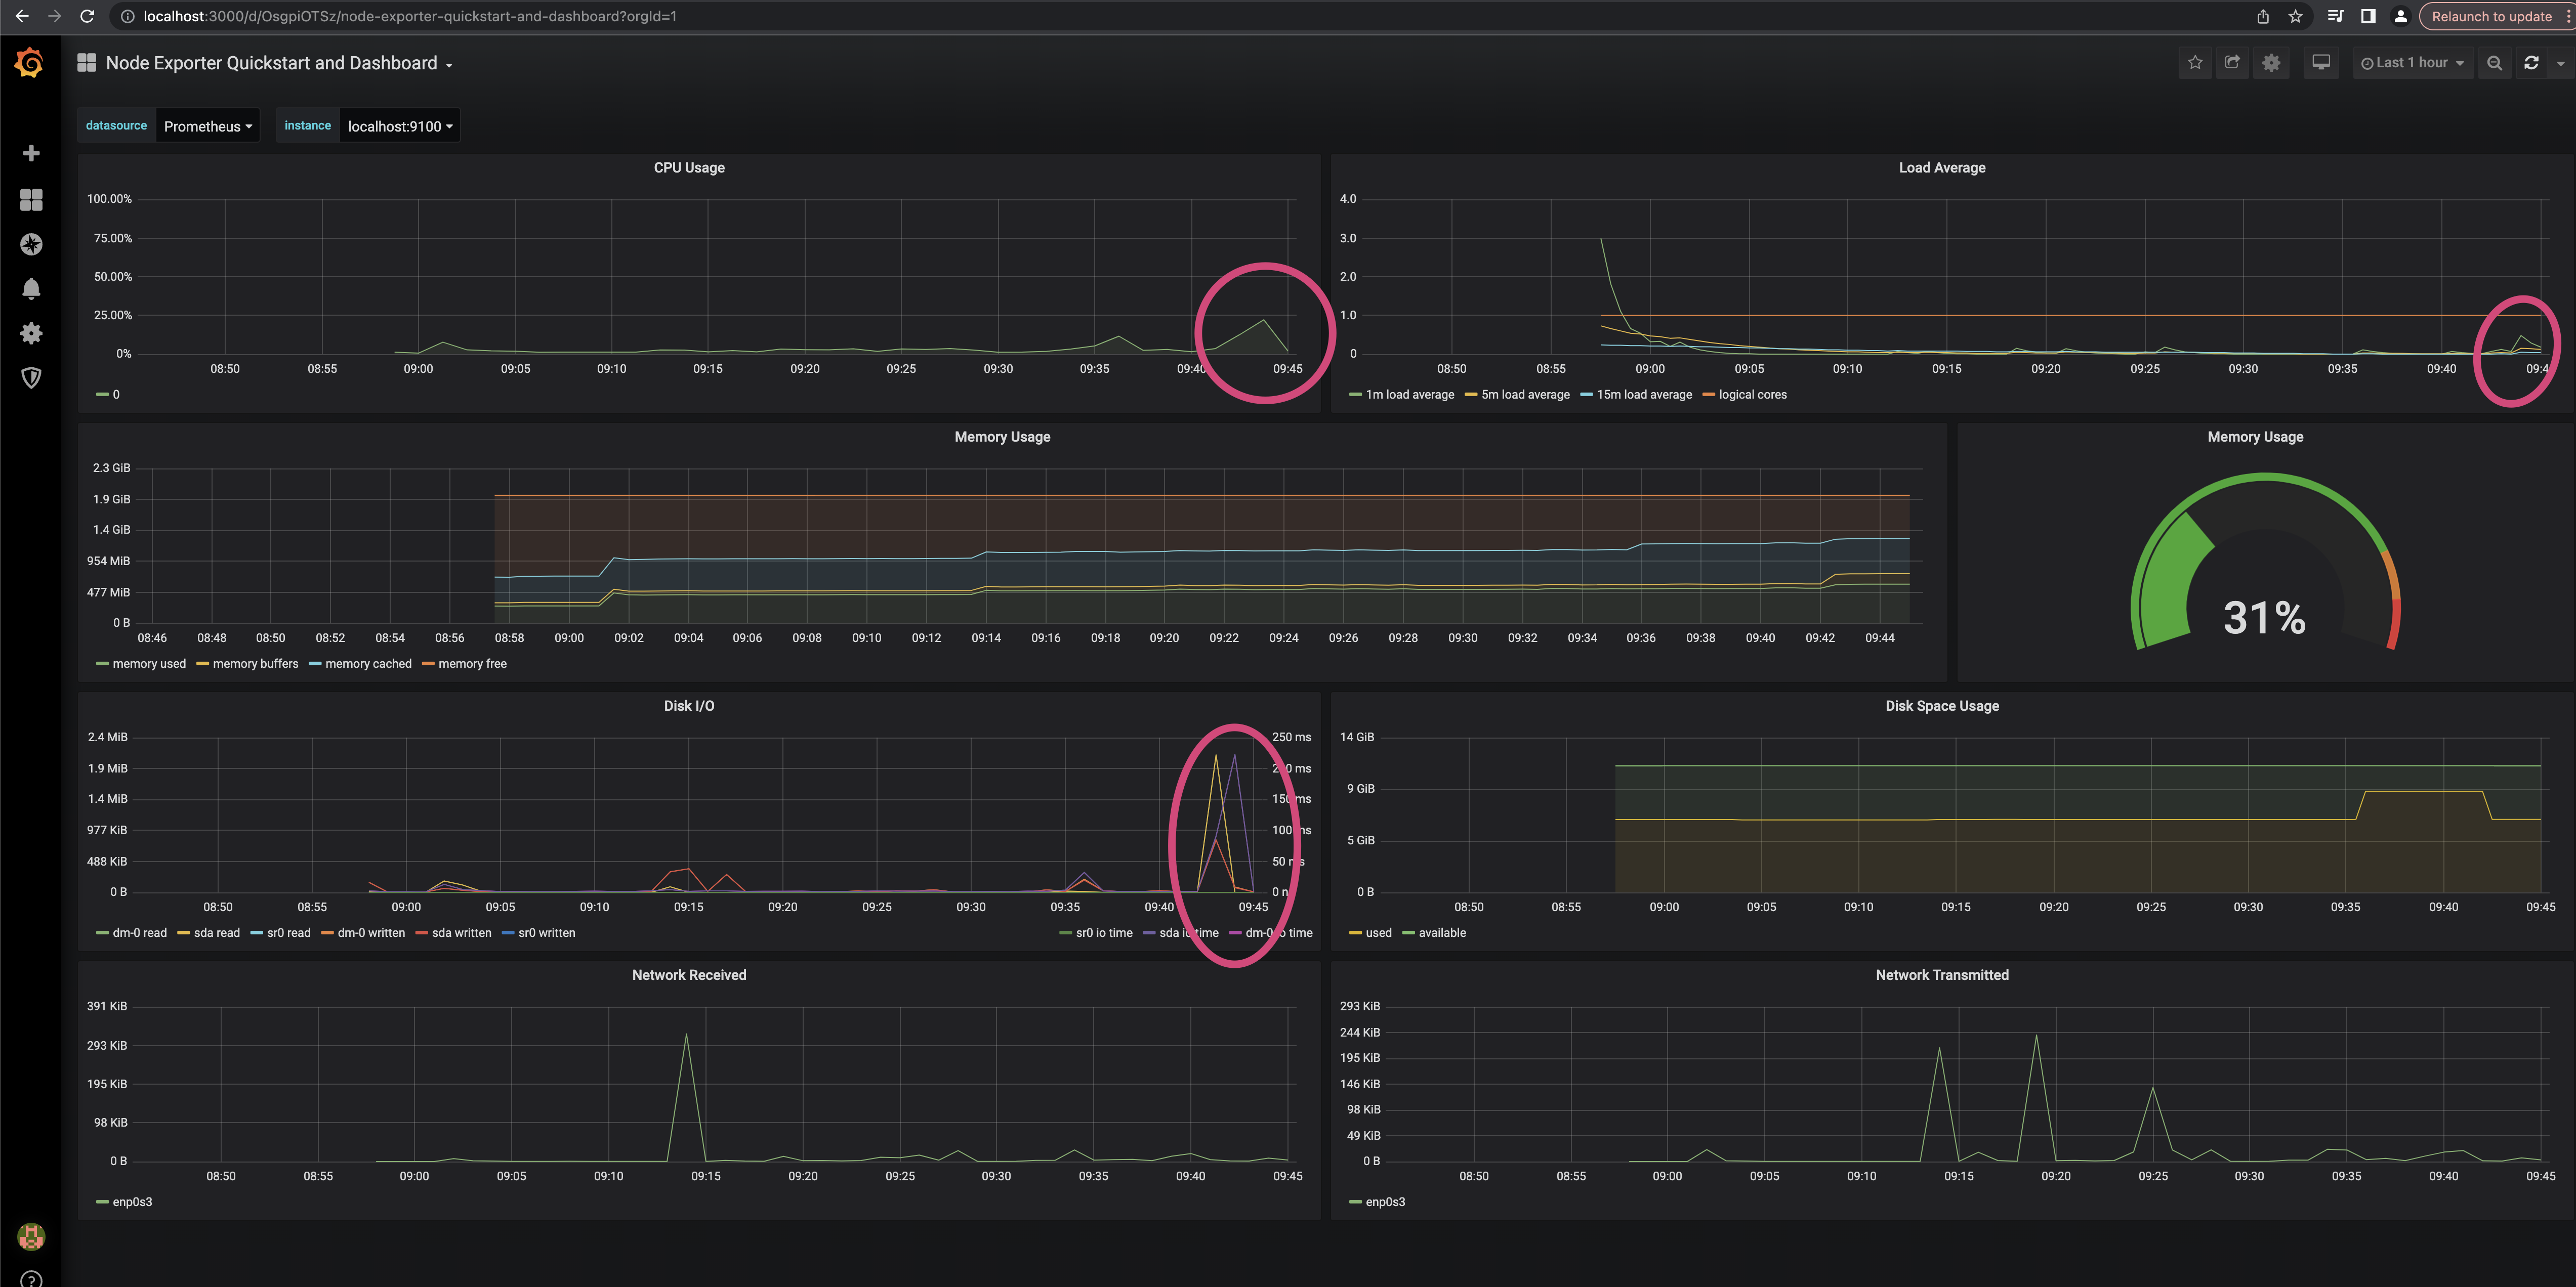 localhost:3000/d/OsgpiOTSz/node-exporter-quickstart-and-dashboard?orgId=1
Relaunch to update
Node Exporter Quickstart and Dashboard
Last 1 hour
datasource Prometheus instance localhost:9100
CPU Usage
100.00%
75.00%
50.00%
25.00%
0%
08:50 08:55 09:00 09:05 09:10 09:15 09:20 09:25 09:30 09:35 09:40 09:45
0
Load Average
4.0
3.0
2.0
1.0
0
08:50 08:55 09:00 09:05 09:10 09:15 09:20 09:25 09:30 09:35 09:40 09:4
1m load average 5m load average 15m load average logical cores
Memory Usage
2.3 GiB
1.9 GiB
1.4 GiB
954 MiB
477 MiB
0 B
08:46 08:48 08:50 08:52 08:54 08:56 08:58 09:00 09:02 09:04 09:06 09:08 09:10 09:12 09:14 09:16 09:18 09:20 09:22 09:24 09:26 09:28 09:30 09:32 09:34 09:36 09:38 09:40 09:42 09:44
memory used memory buffers memory cached memory free
Memory Usage
31%
Disk I/O
2.4 MiB
1.9 MiB
1.4 MiB
977 KiB
488 KiB
0 B
250 ms
150 ms
100 ms
50 ms
08:50 08:55 09:00 09:05 09:10 09:15 09:20 09:25 09:30 09:35 09:40 09:45
dm-0 read sda read sr0 read dm-0 written sda written sr0 written sr0 io time sda io time dm-0 io time
Disk Space Usage
14 GiB
9 GiB
5 GiB
0 B
08:50 08:55 09:00 09:05 09:10 09:15 09:20 09:25 09:30 09:35 09:40 09:45
used available
Network Received
391 KiB
293 KiB
195 KiB
98 KiB
0 B
08:50 08:55 09:00 09:05 09:10 09:15 09:20 09:25 09:30 09:35 09:40 09:45
enp0s3
Network Transmitted
293 KiB
244 KiB
195 KiB
146 KiB
98 KiB
49 KiB
0 B
08:50 08:55 09:00 09:05 09:10 09:15 09:20 09:25 09:30 09:35 09:40 09:45
enp0s3